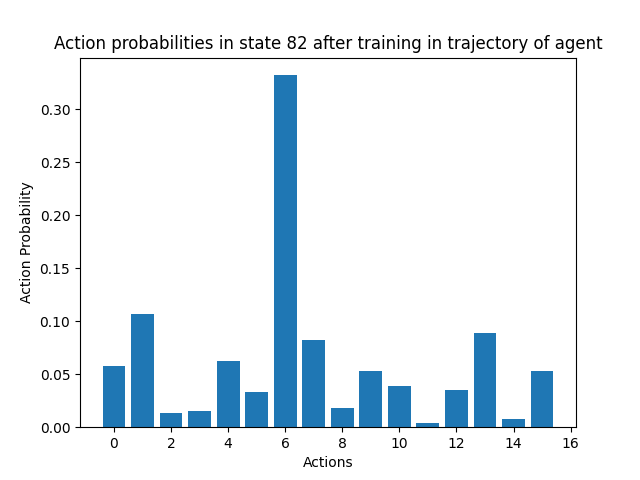 Action probabilities in state 82 after training in trajectory of agent
0.30
0.25
0.20
0.15
0.10
0.05
0.00
Action Probability
0 2 4 6 8 10 12 14 16
Actions